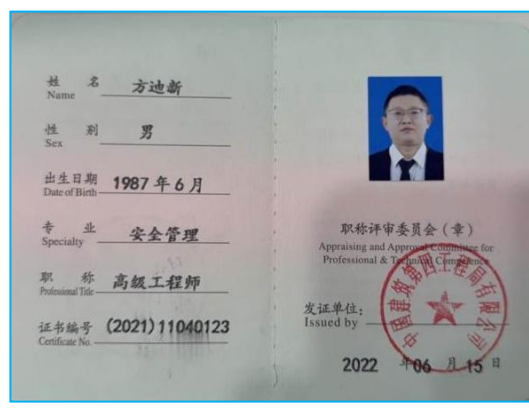 姓 名 方迪新
Name
性 别 男
Sex
出生日期 1987 年 6 月
Date of Birth
专 业 安全管理
Specialty
职 称 高级工程师
Professional Title
证书编号 (2021)11040123
Certificate No.
职称评审委员会(章)
Appraising and Approval Committee for
Professional & Technical Competence
中国建筑第四工程局有限公司
发证单位:
Issued by
2022 年 06 月 15 日